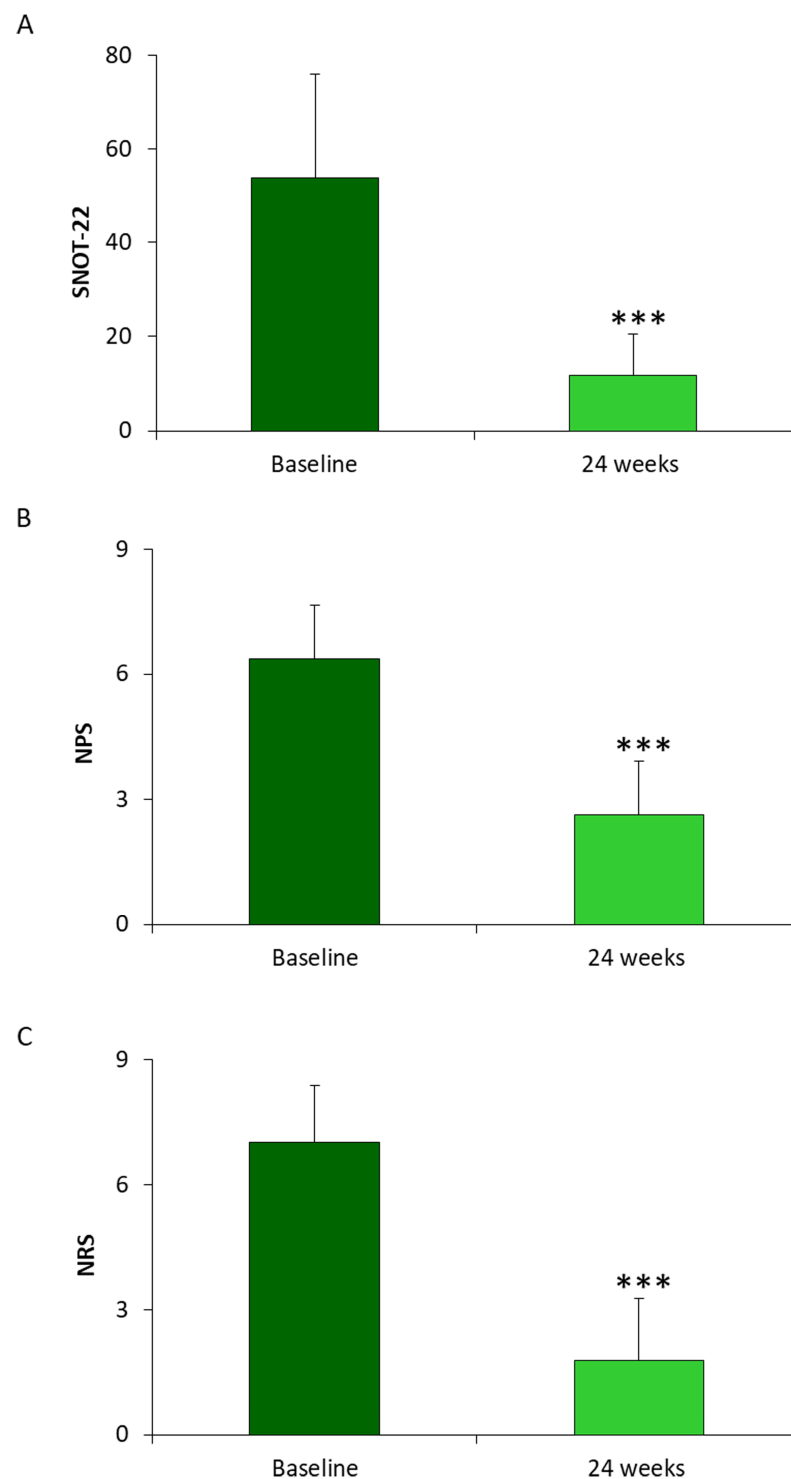 A
80
60
40
20
0
SNOT-22
***
Baseline
24 weeks
B
9
6
3
0
NPS
***
Baseline
24 weeks
C
9
6
3
0
NRS
***
Baseline
24 weeks